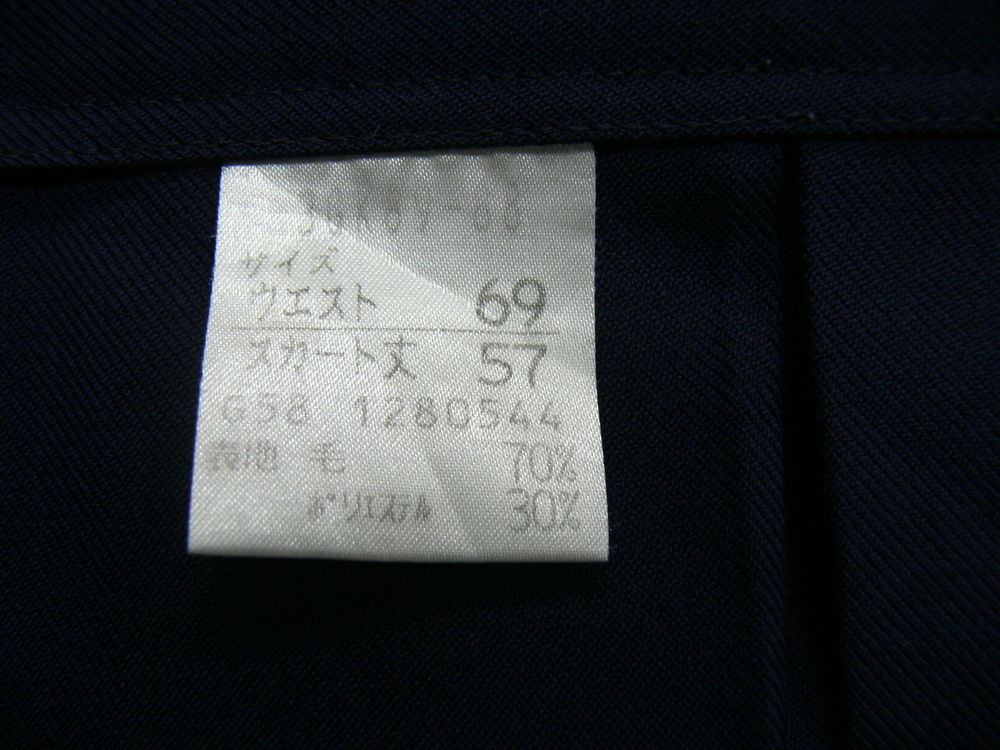 サイズ
ウエスト 69
スカート丈 57
G58 1280544
表地 毛 70%
ポリエステル 30%